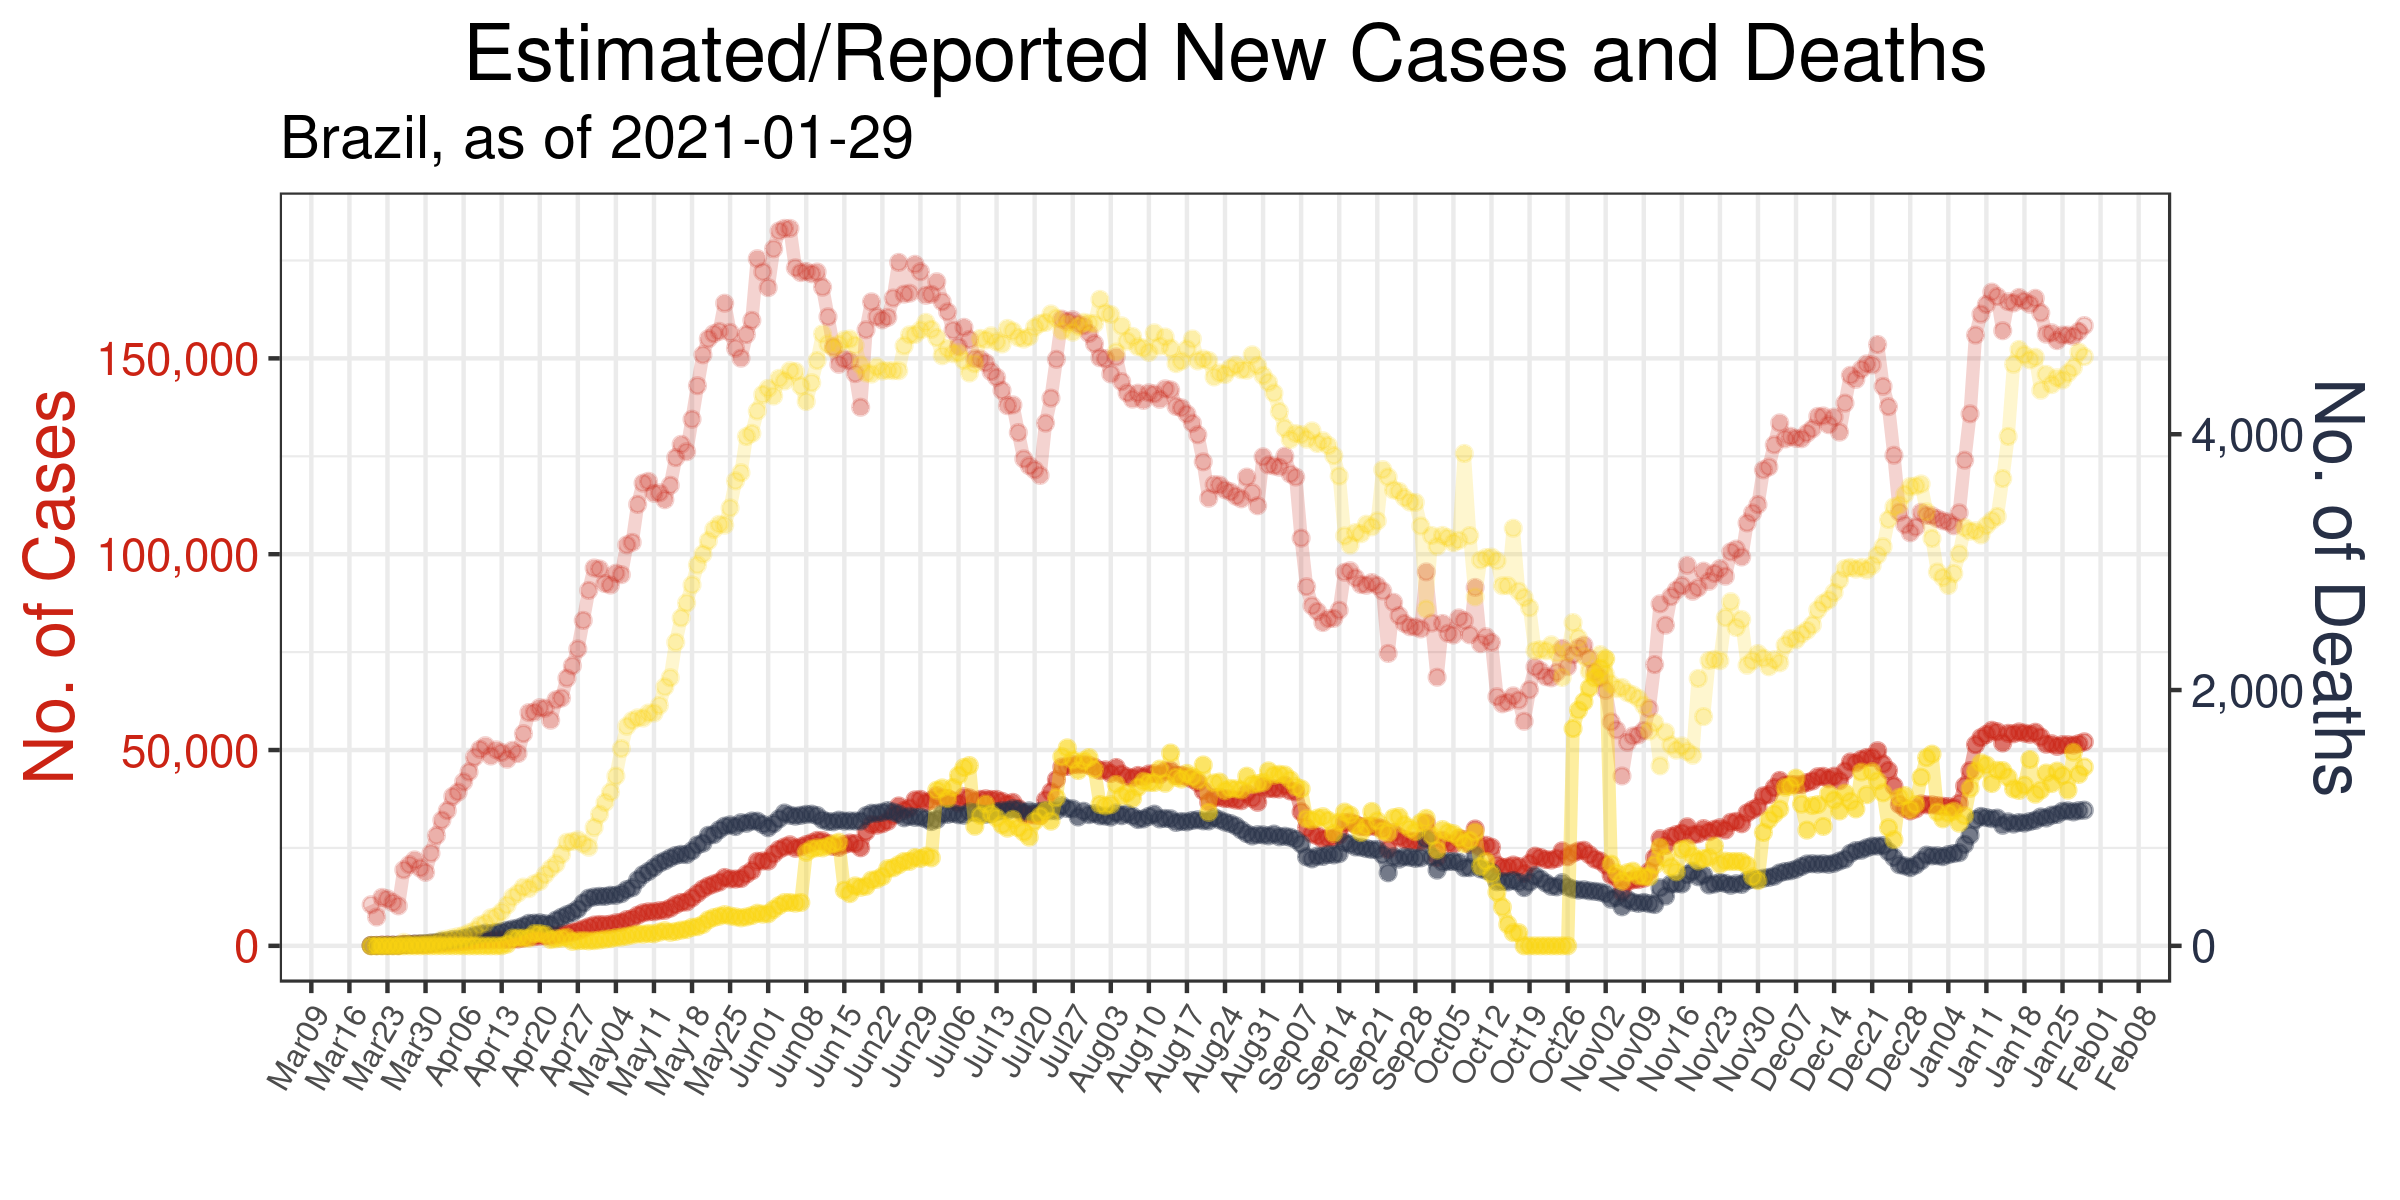 Estimated/Reported New Cases and Deaths
Brazil, as of 2021-01-29
No. of Cases
150,000
100,000
50,000
0
4,000
2,000
0
No. of Deaths
Mar09 Mar16 Mar23 Mar30 Apr06 Apr13 Apr20 Apr27 May04 May11 May18 May25 Jun01 Jun08 Jun15 Jun22 Jun29 Jul06 Jul13 Jul20 Jul27 Aug03 Aug10 Aug17 Aug24 Aug31 Sep07 Sep14 Sep21 Sep28 Oct05 Oct12 Oct19 Oct26 Nov02 Nov09 Nov16 Nov23 Nov30 Dec07 Dec14 Dec21 Dec28 Jan04 Jan11 Jan18 Jan25 Feb01 Feb08